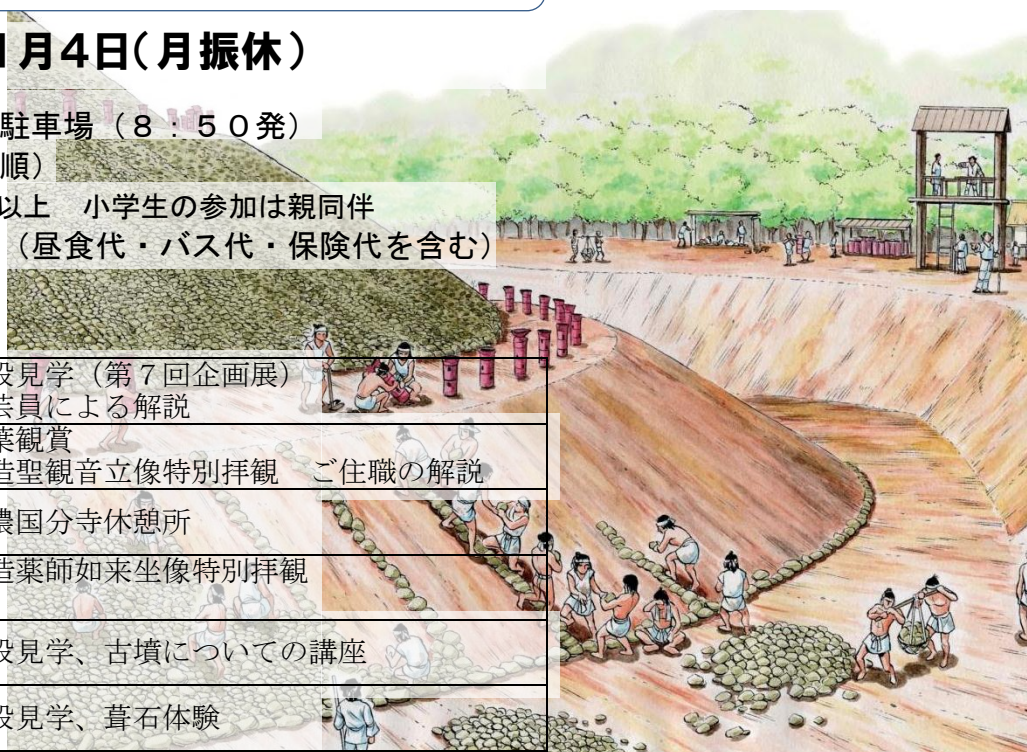 月4日(月振休)
駐車場(8:50発)
順)
以上 小学生の参加は親同伴
(昼食代・バス代・保険代を含む)
設見学(第7回企画展)
芸員による解説
葉観賞
造聖観音立像特別拝観 ご住職の解説
濃国分寺休憩所
造薬師如来坐像特別拝観
設見学、古墳についての講座
設見学、葺石体験